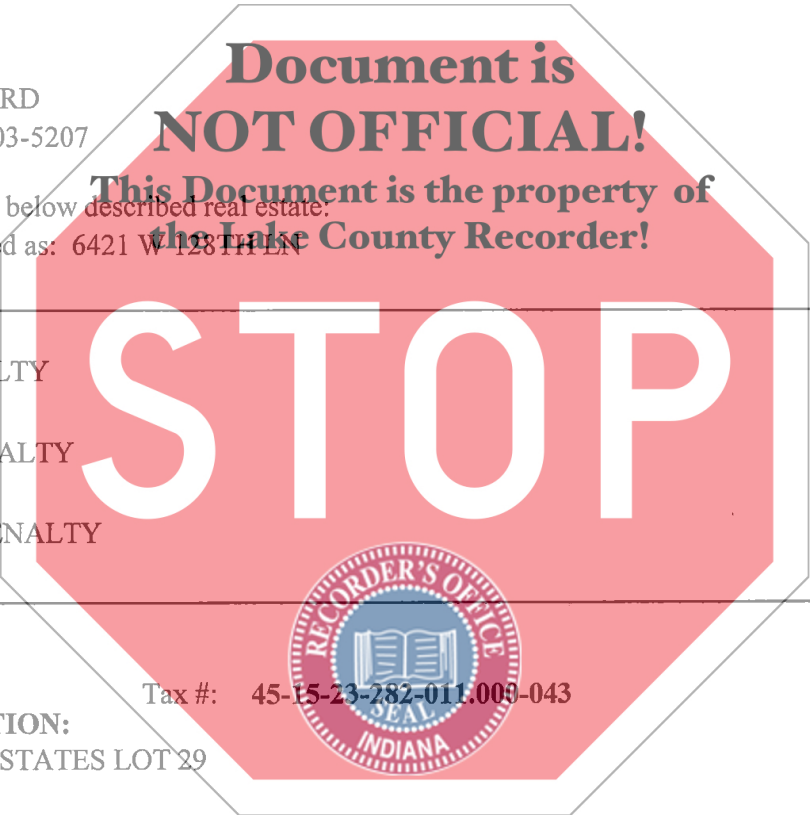 Document is
NOT OFFICIAL!
This Document is the property of
the Lake County Recorder!
RD
03-5207
below described real estate:
d as: 6421 W 128TH LN
STOP
LTY
ALTY
ENALTY
RECORDER'S OFFICE
SEAL
INDIANA
Tax #: 45-15-23-282-011.000-043
TION:
STATES LOT 29